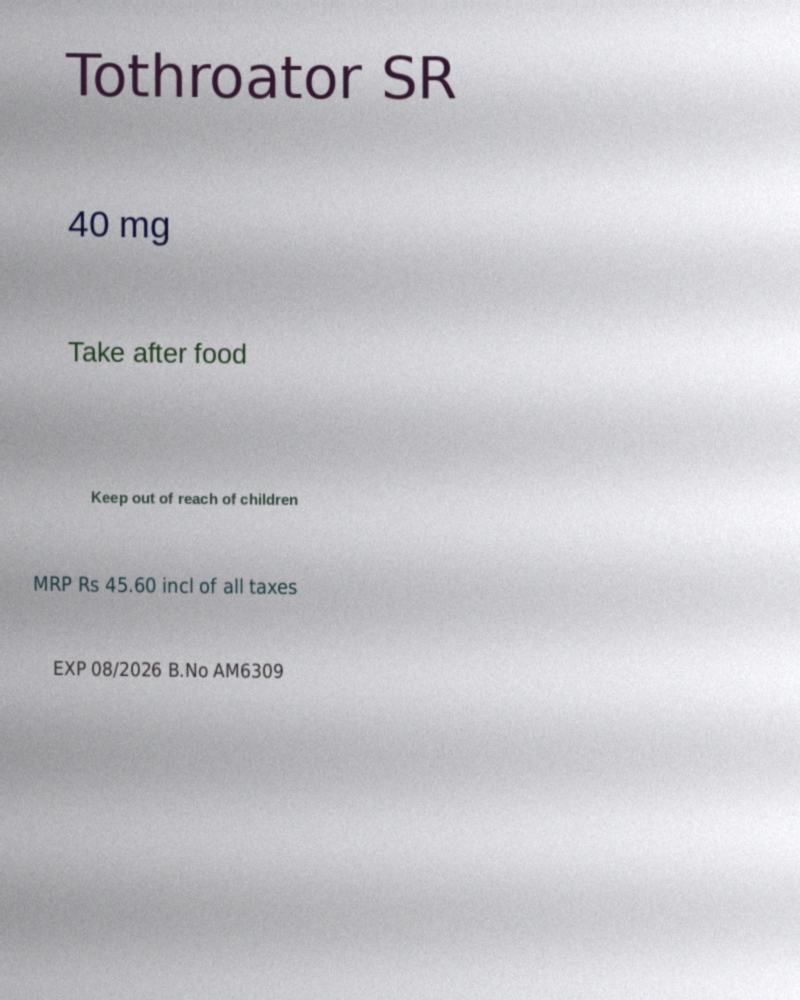 Tothroator SR
40 mg
Take after food
Keep out of reach of children
MRP Rs 45.60 incl of all taxes
EXP 08/2026 B.No AM6309